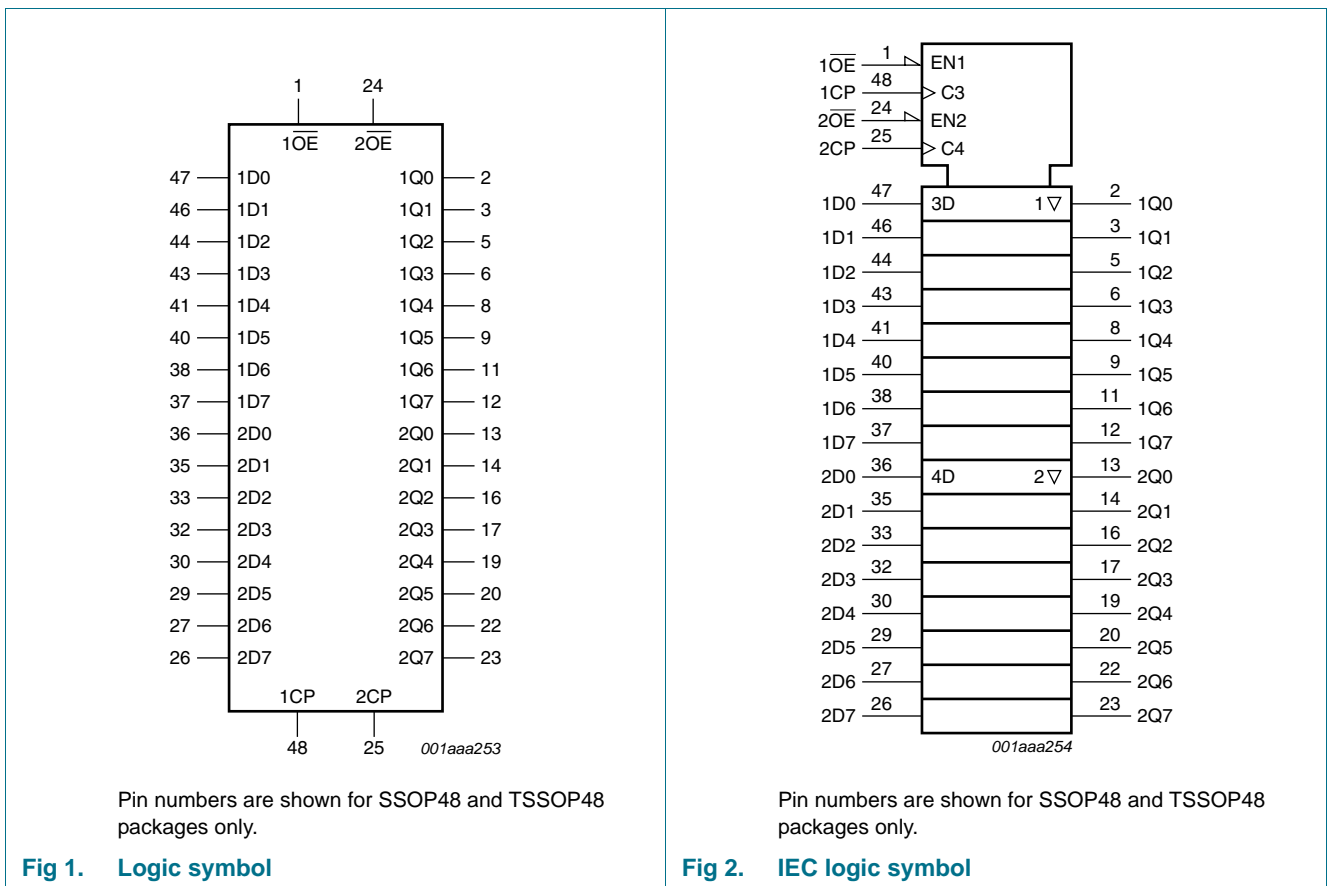 1 24
1OE 2OE
47 1D0 1Q0 2
46 1D1 1Q1 3
44 1D2 1Q2 5
43 1D3 1Q3 6
41 1D4 1Q4 8
40 1D5 1Q5 9
38 1D6 1Q6 11
37 1D7 1Q7 12
36 2D0 2Q0 13
35 2D1 2Q1 14
33 2D2 2Q2 16
32 2D3 2Q3 17
30 2D4 2Q4 19
29 2D5 2Q5 20
27 2D6 2Q6 22
26 2D7 2Q7 23
1CP 2CP
48 25 001aaa253
Pin numbers are shown for SSOP48 and TSSOP48
packages only.
Fig 1. Logic symbol
1OE 1 EN1
1CP 48 C3
2OE 24 EN2
2CP 25 C4
1D0 47 3D 1▽ 2 1Q0
1D1 46 3 1Q1
1D2 44 5 1Q2
1D3 43 6 1Q3
1D4 41 8 1Q4
1D5 40 9 1Q5
1D6 38 11 1Q6
1D7 37 12 1Q7
2D0 36 4D 2▽ 13 2Q0
2D1 35 14 2Q1
2D2 33 16 2Q2
2D3 32 17 2Q3
2D4 30 19 2Q4
2D5 29 20 2Q5
2D6 27 22 2Q6
2D7 26 23 2Q7
001aaa254
Pin numbers are shown for SSOP48 and TSSOP48
packages only.
Fig 2. IEC logic symbol